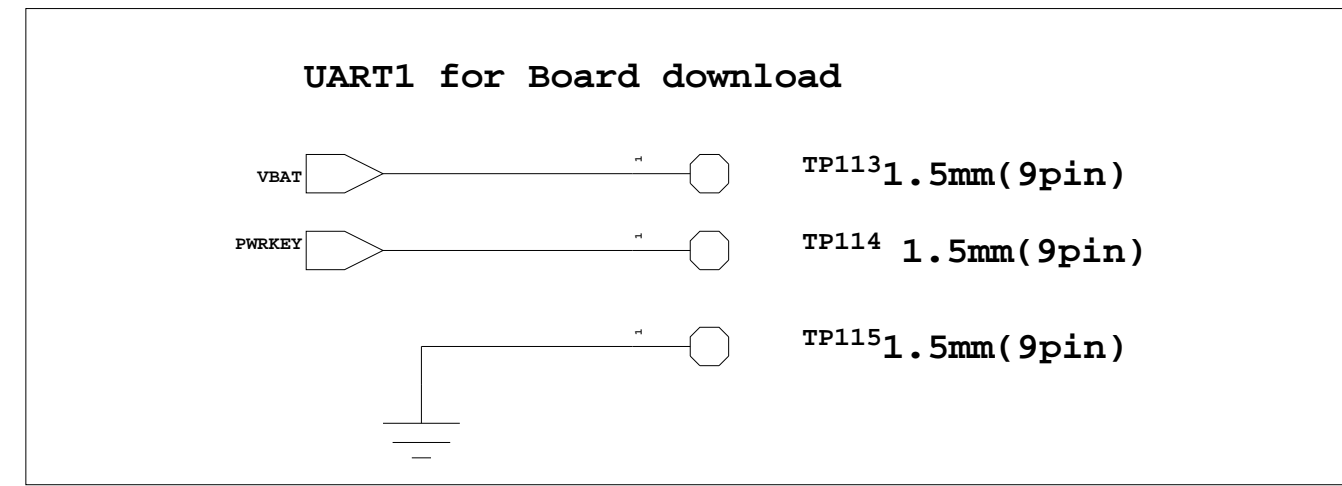 UART1 for Board download
VBAT 1 TP113 1.5mm(9pin)
PWRKEY 1 TP114 1.5mm(9pin)
1 TP115 1.5mm(9pin)